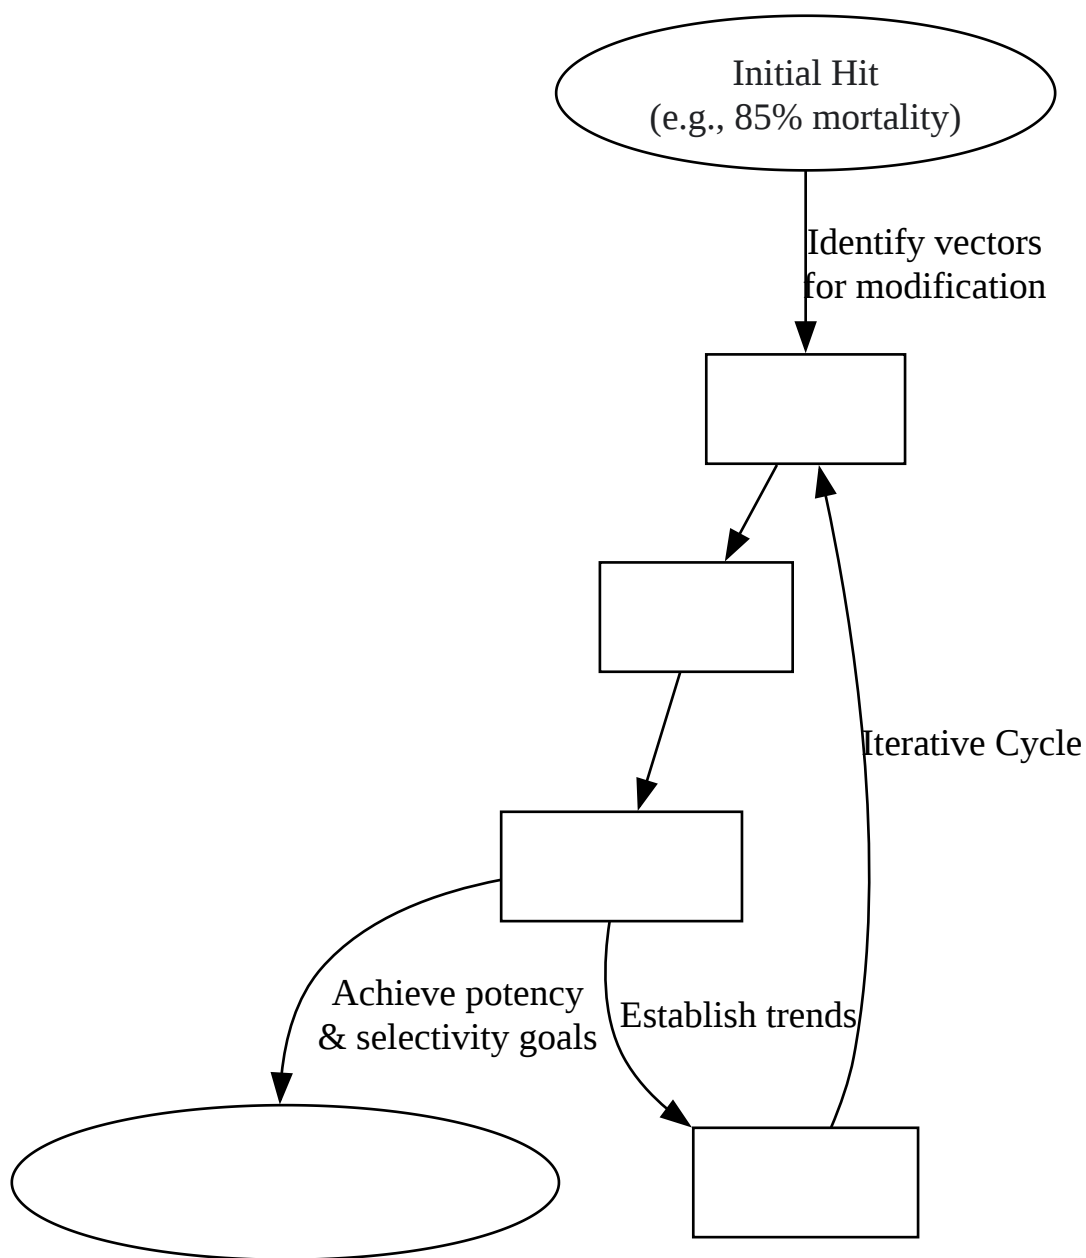 Initial Hit
(e.g., 85% mortality)
Identify vectors
for modification
Iterative Cycle
Achieve potency
& selectivity goals
Establish trends